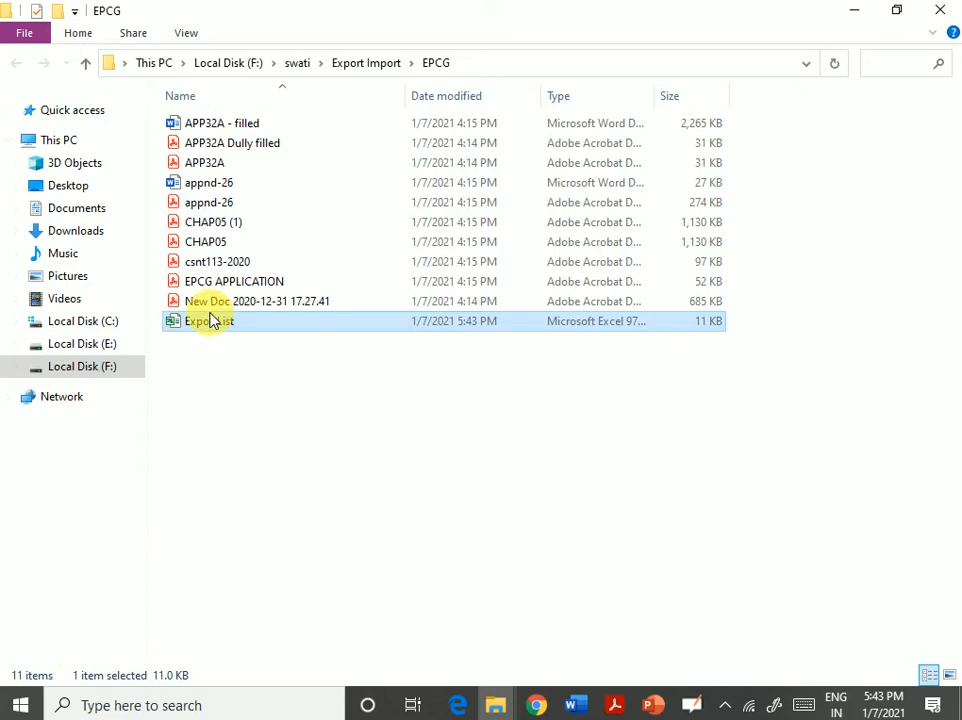 EPCG
File Home Share View
This PC Local Disk (F:) swati Export Import EPCG
Name Date modified Type Size
Quick access
This PC
3D Objects
Desktop
Documents
Downloads
Music
Pictures
Videos
Local Disk (C:)
Local Disk (E:)
Local Disk (F:)
Network
APP32A - filled 1/7/2021 4:15 PM Microsoft Word D... 2,265 KB
APP32A Dully filled 1/7/2021 4:14 PM Adobe Acrobat D... 31 KB
APP32A 1/7/2021 4:15 PM Adobe Acrobat D... 31 KB
appnd-26 1/7/2021 4:15 PM Microsoft Word D... 27 KB
appnd-26 1/7/2021 4:15 PM Adobe Acrobat D... 274 KB
CHAP05 (1) 1/7/2021 4:15 PM Adobe Acrobat D... 1,130 KB
CHAP05 1/7/2021 4:15 PM Adobe Acrobat D... 1,130 KB
csnt113-2020 1/7/2021 4:15 PM Adobe Acrobat D... 97 KB
EPCG APPLICATION 1/7/2021 4:15 PM Adobe Acrobat D... 52 KB
New Doc 2020-12-31 17.27.41 1/7/2021 4:14 PM Adobe Acrobat D... 685 KB
1/7/2021 5:43 PM Microsoft Excel 97... 11 KB
11 items 1 item selected 11.0 KB
Type here to search
ENG
IN
5:43 PM
1/7/2021